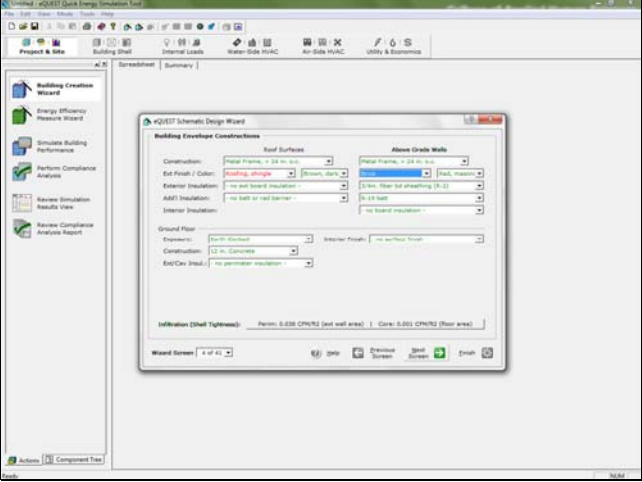 Untitled - eQUEST Quick Energy Simulation Tool
File Edit View Mode Tools Help
Project & Site
Building Shell
Internal Loads
Water-Side HVAC
Air-Side HVAC
Utility & Economics
Spreadsheet Summary
Building Creation
Wizard
Energy Efficiency
Measure Wizard
Simulate Building
Performance
Perform Compliance
Analysis
Review Simulation
Results View
Review Compliance
Analysis Report
Actions Component Tree
Ready
NUM
eQUEST Schematic Design Wizard
Building Envelope Constructions
Roof Surfaces Above Grade Walls
Construction: Metal Frame, > 24 in. o.c. Metal Frame, > 24 in. o.c.
Ext Finish / Color: Roofing, shingle Brown, dark Brick Red, mason
Exterior Insulation: - no ext board insulation - 3/4in. fiber bd sheathing (R-2)
Add'l Insulation: - no batt or rad barrier - R-19 batt
Interior Insulation: - no board insulation -
Ground Floor
Exposure: Earth Contact Interior Finish: - no surface finish
Construction: 12 in. Concrete
Ext/Cav Insul.: - no perimeter insulation -
Infiltration (Shell Tightness): Perim: 0.038 CFM/ft2 (ext wall area) | Core: 0.001 CFM/ft2 (floor area)
Wizard Screen 4 of 41 Help Previous Screen Next Screen Finish